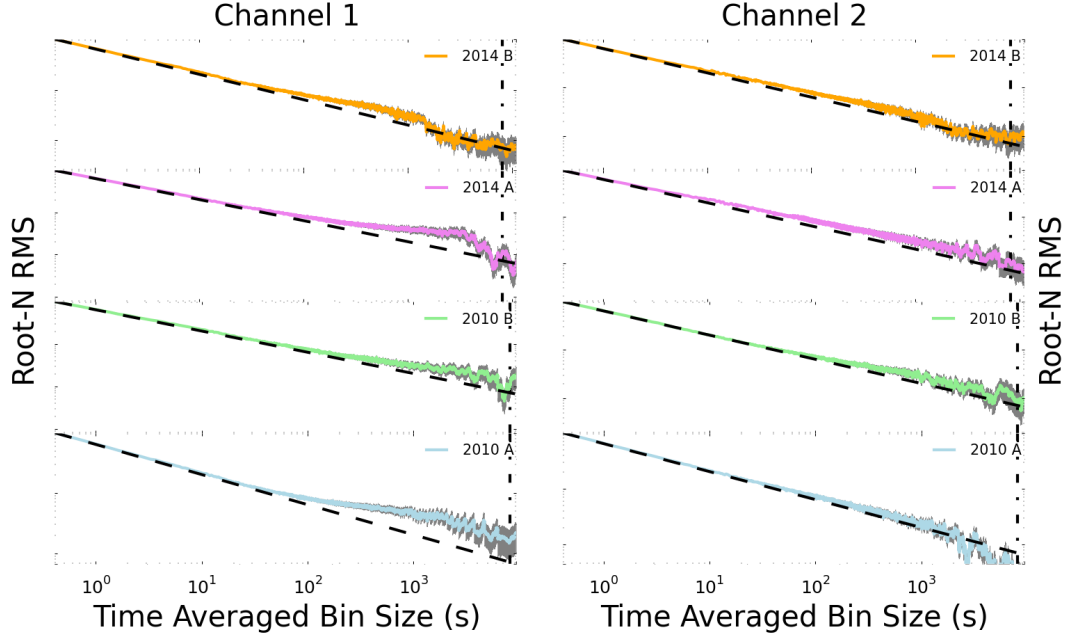 Channel 1 Channel 2
2014 B 2014 B
2014 A 2014 A
Root-N RMS Root-N RMS
2010 B 2010 B
2010 A 2010 A
10⁰ 10¹ 10² 10³ 10⁰ 10¹ 10² 10³
Time Averaged Bin Size (s) Time Averaged Bin Size (s)